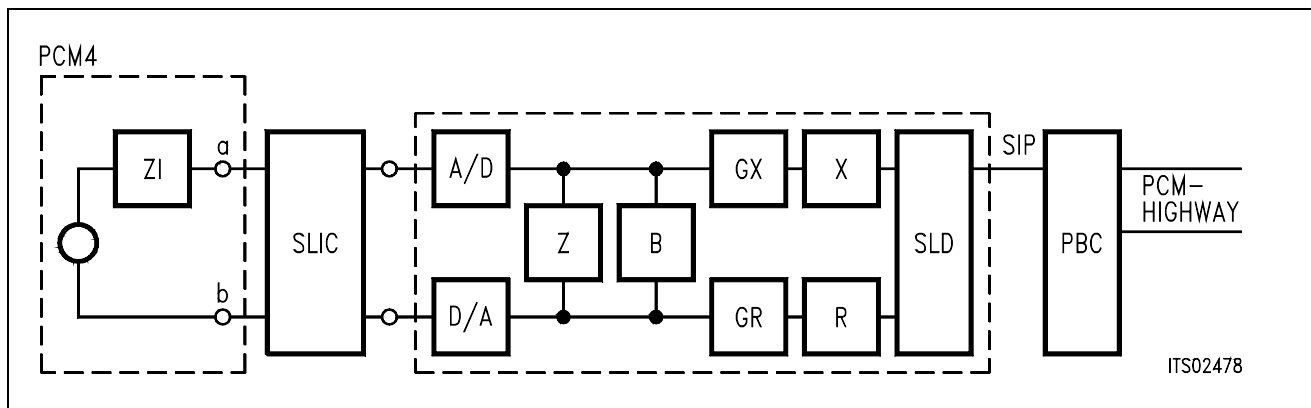 PCM4
ZI
a
b
SLIC
A/D
D/A
Z
B
GX
X
GR
R
SLD
SIP
PBC
PCM-
HIGHWAY
ITS02478